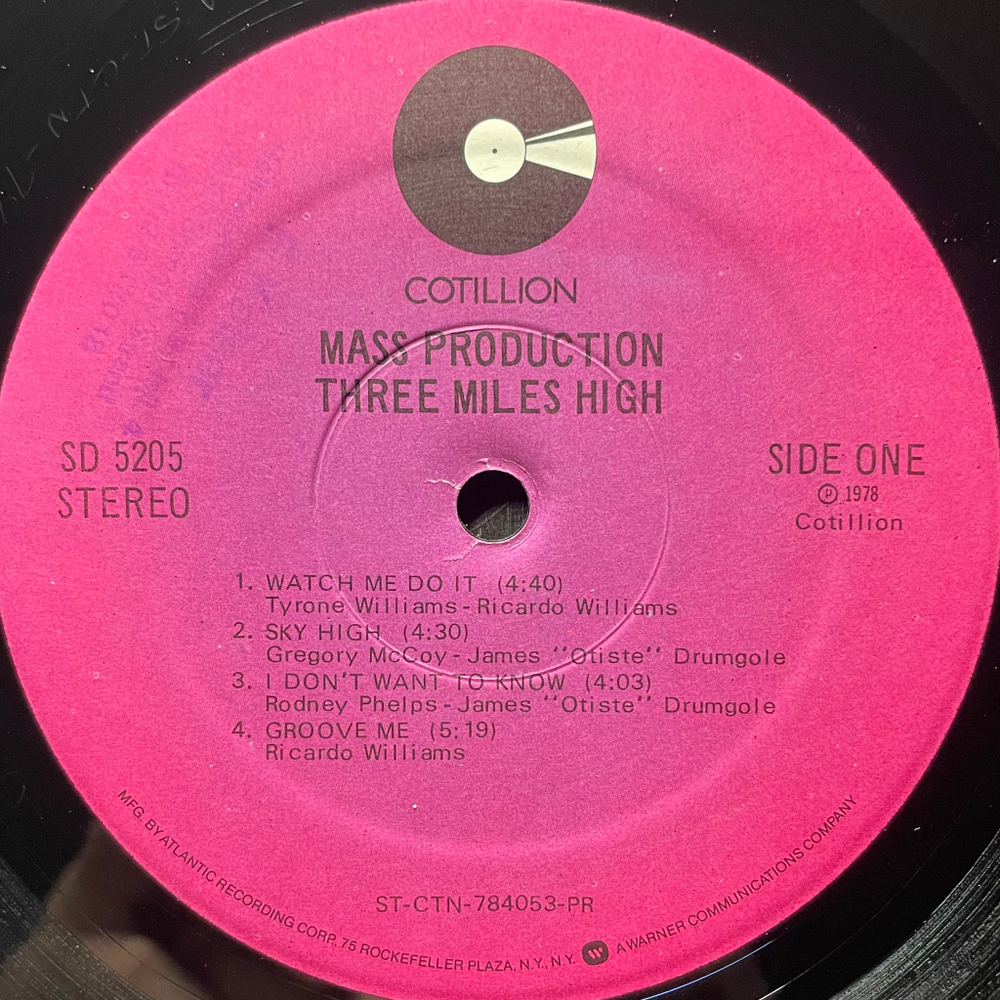 COTILLION
MASS PRODUCTION
THREE MILES HIGH
SD 5205
STEREO
SIDE ONE
℗ 1978
Cotillion
1. WATCH ME DO IT (4:40)
Tyrone Williams - Ricardo Williams
2. SKY HIGH (4:30)
Gregory McCoy - James "Otiste" Drumgole
3. I DON'T WANT TO KNOW (4:03)
Rodney Phelps - James "Otiste" Drumgole
4. GROOVE ME (5:19)
Ricardo Williams
ST-CTN-784053-PR
MFG. BY ATLANTIC RECORDING CORP. 75 ROCKEFELLER PLAZA, N.Y., N.Y. A WARNER COMMUNICATIONS COMPANY